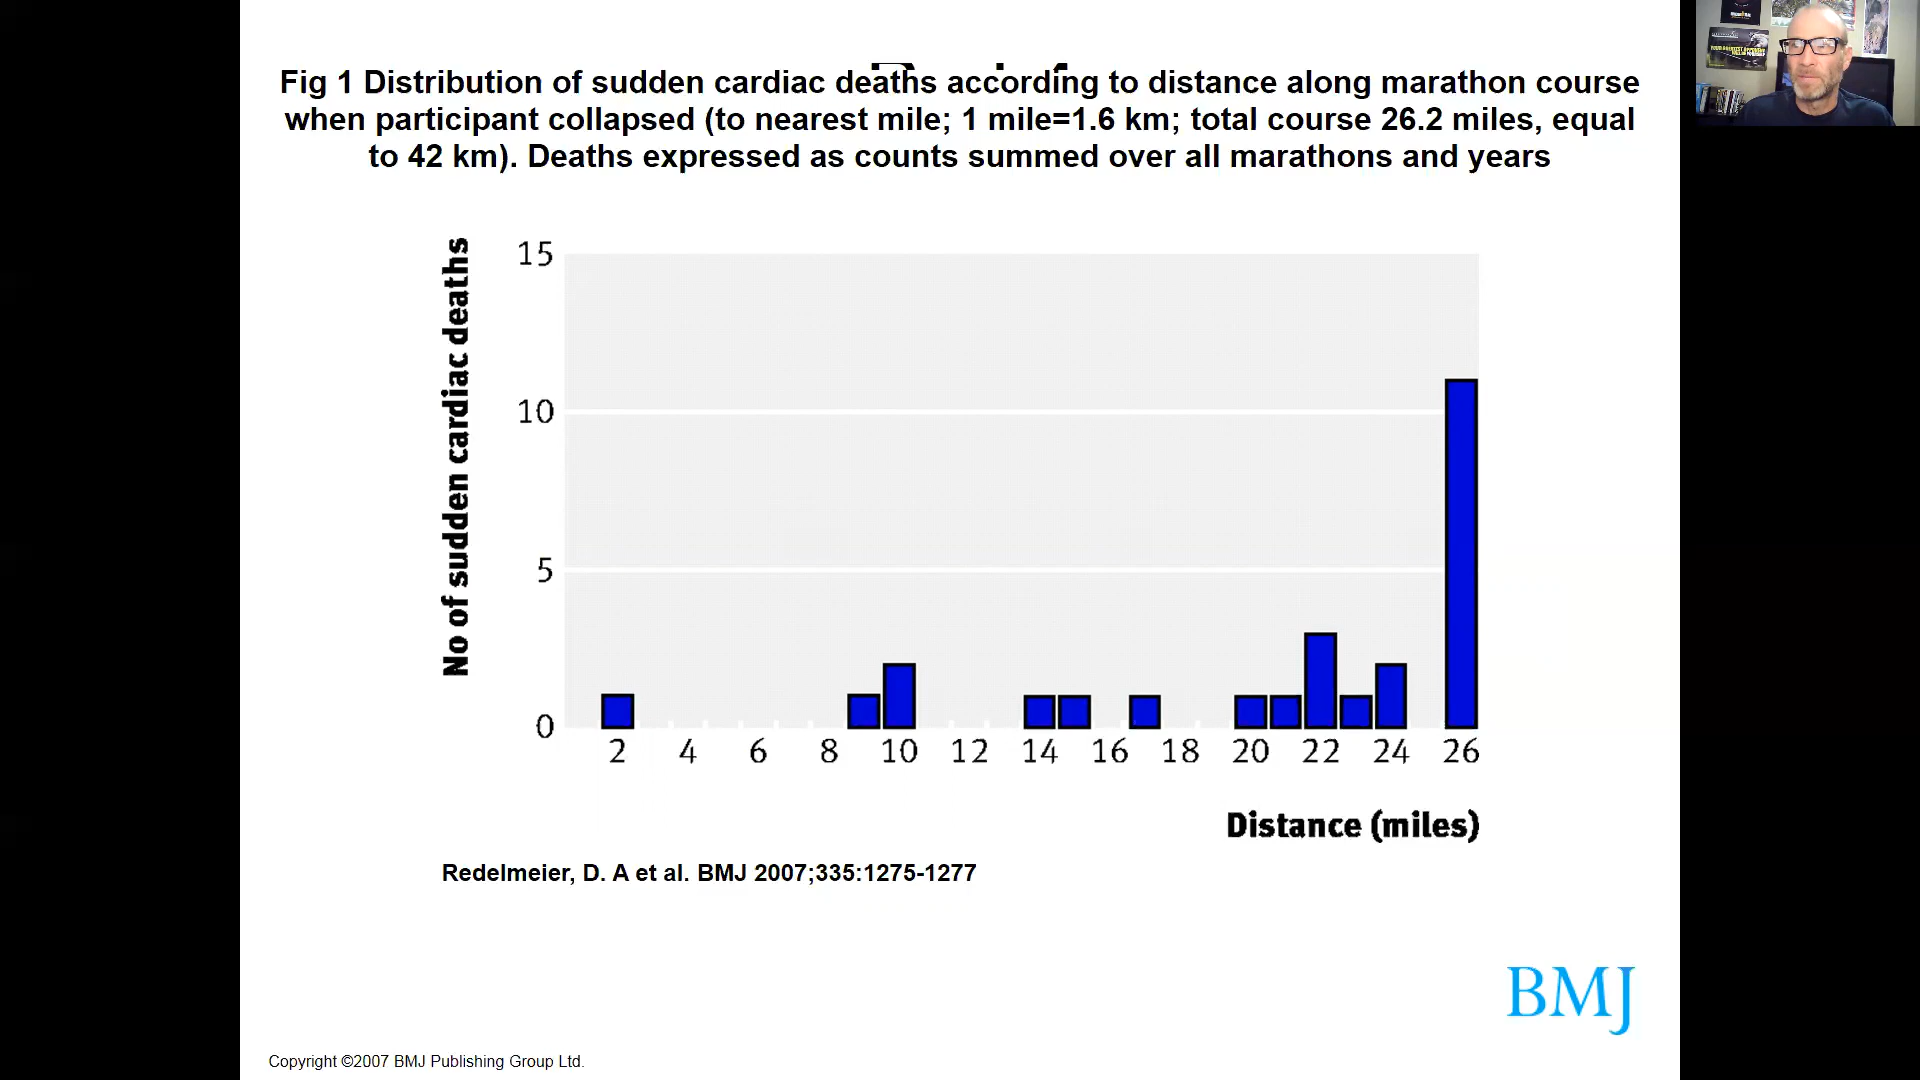 Fig 1 Distribution of sudden cardiac deaths according to distance along marathon course
when participant collapsed (to nearest mile; 1 mile=1.6 km; total course 26.2 miles, equal
to 42 km). Deaths expressed as counts summed over all marathons and years
No of sudden cardiac deaths
15
10
5
0
2 4 6 8 10 12 14 16 18 20 22 24 26
Distance (miles)
Redelmeier, D. A et al. BMJ 2007;335:1275-1277
BMJ
Copyright ©2007 BMJ Publishing Group Ltd.